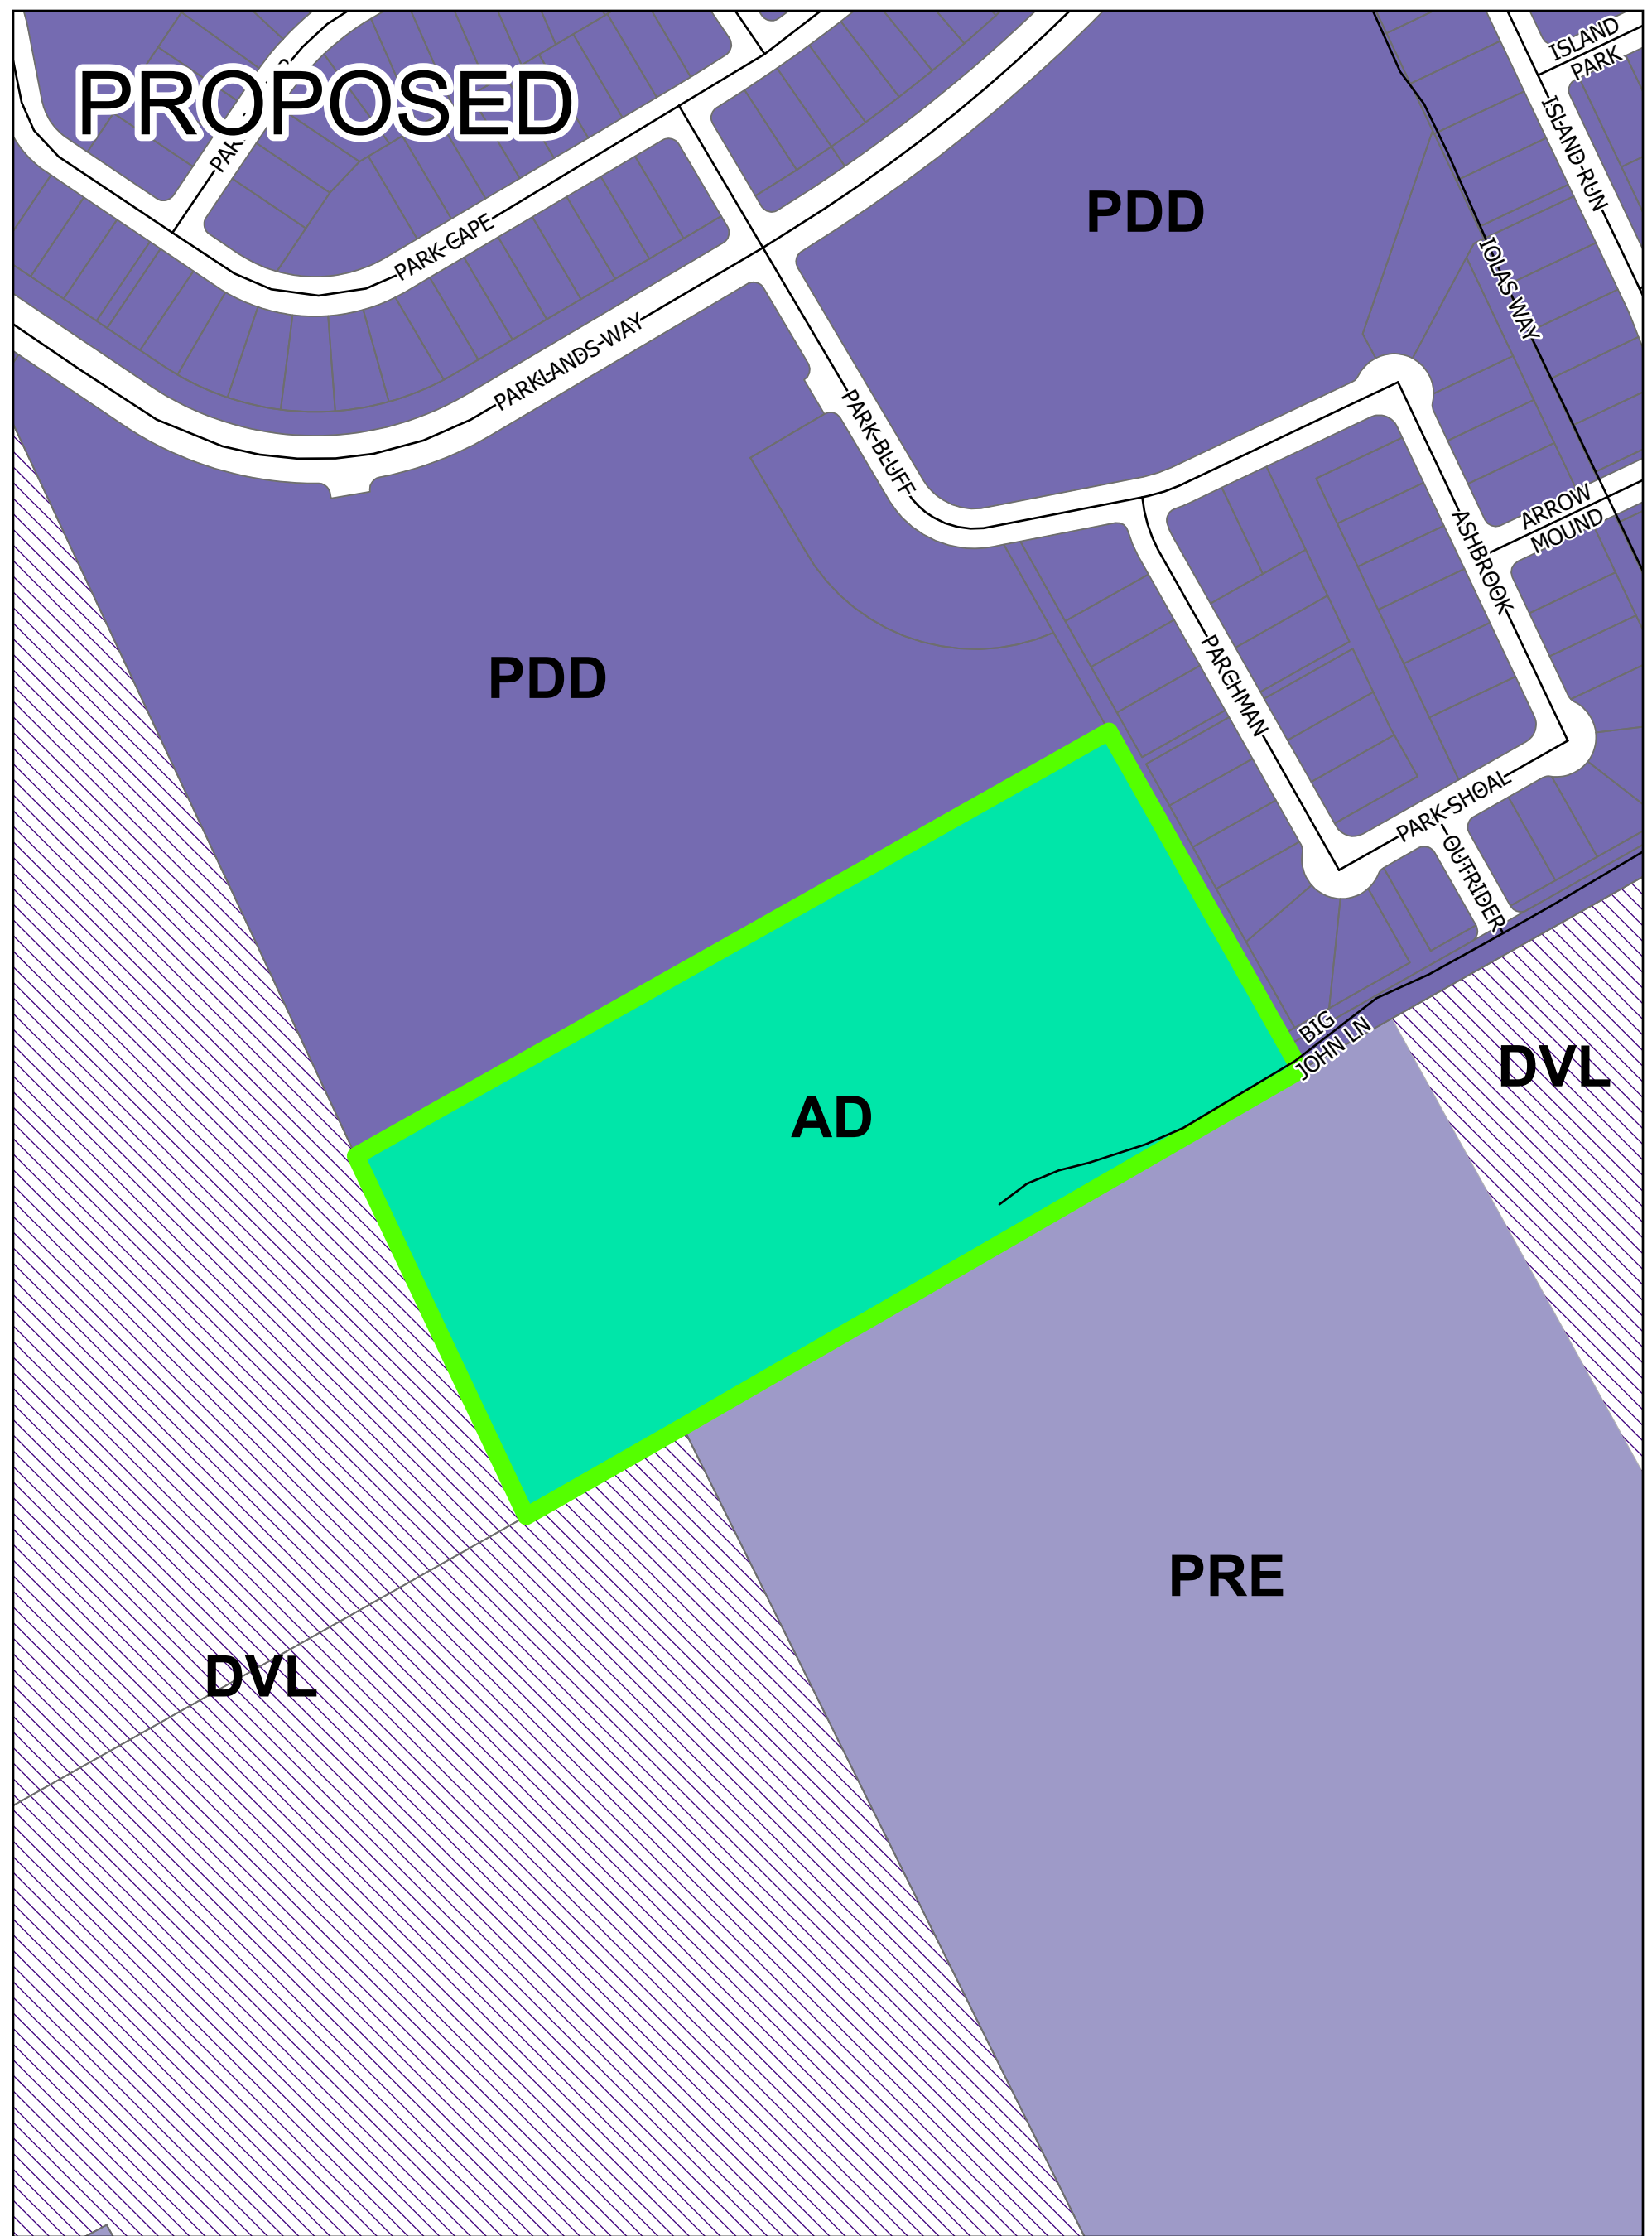 PROPOSED
ISLAND
PARK
ISLAND RUN
PDD
PARK CAPE
IOLAS WAY
PARKLANDS WAY
PARK BLUFF
ARROW
MOUND
ASHBROOK
PDD
PARCHMAN
PARK SHOAL
OUTRIDER
BIG
JOHN LN
DVL
AD
PRE
DVL